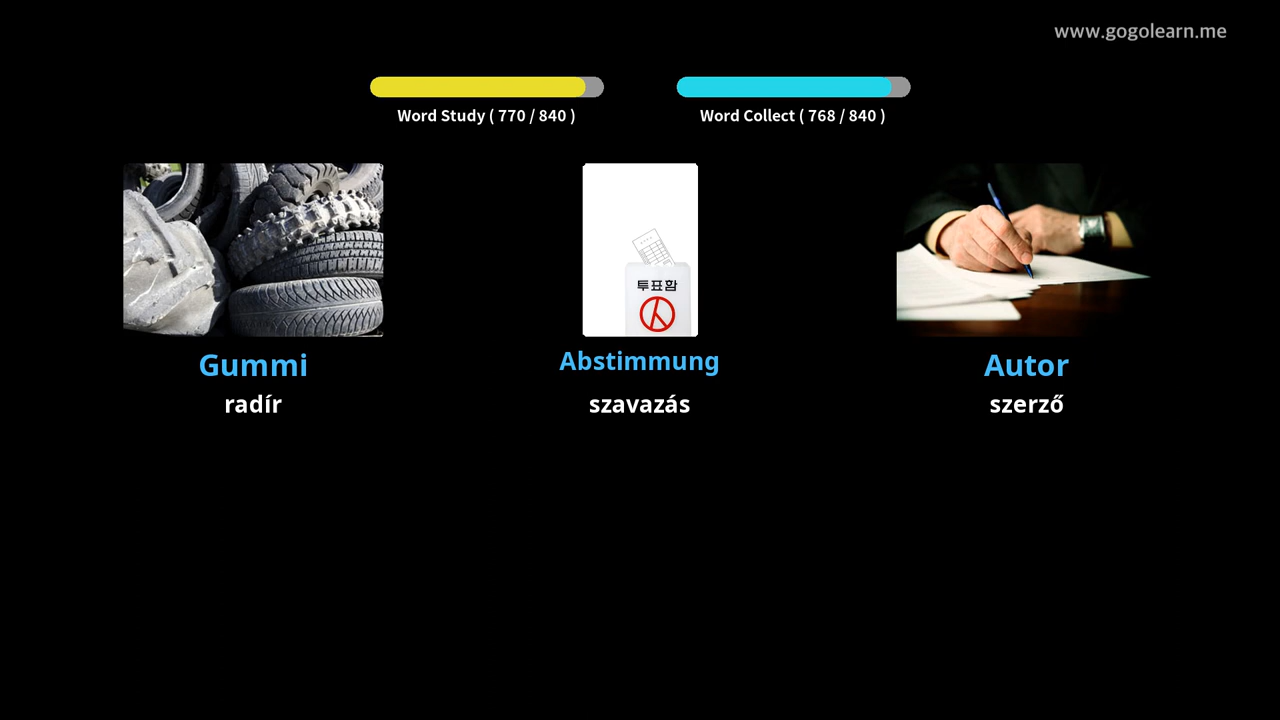 www.gogolearn.me
Word Study ( 770 / 840 )
Word Collect ( 768 / 840 )
투표함
Gummi
Abstimmung
Autor
radír
szavazás
szerző